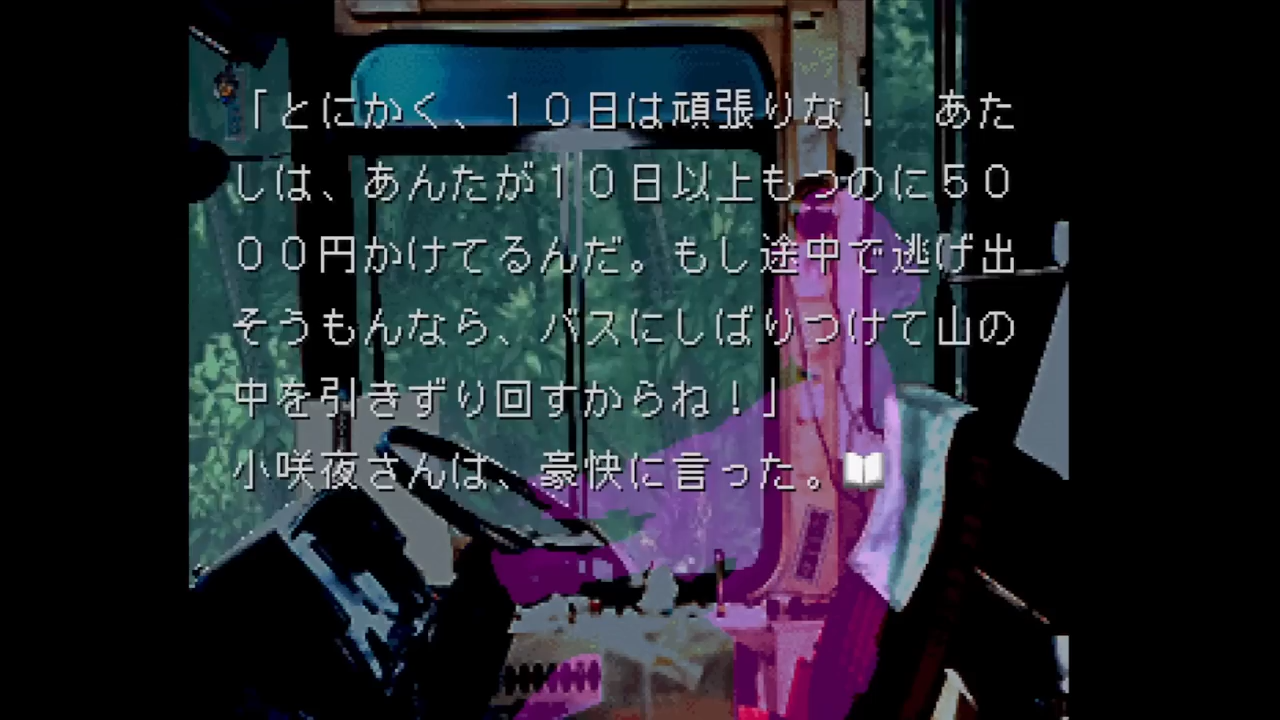 「とにかく、１０日は頑張りな！　あた
しは、あんたが１０日以上もつのに５０
００円かけてるんだ。もし途中で逃げ出
そうもんなら、バスにしばりつけて山の
中を引きずり回すからね！」
小咲夜さんは、豪快に言った。